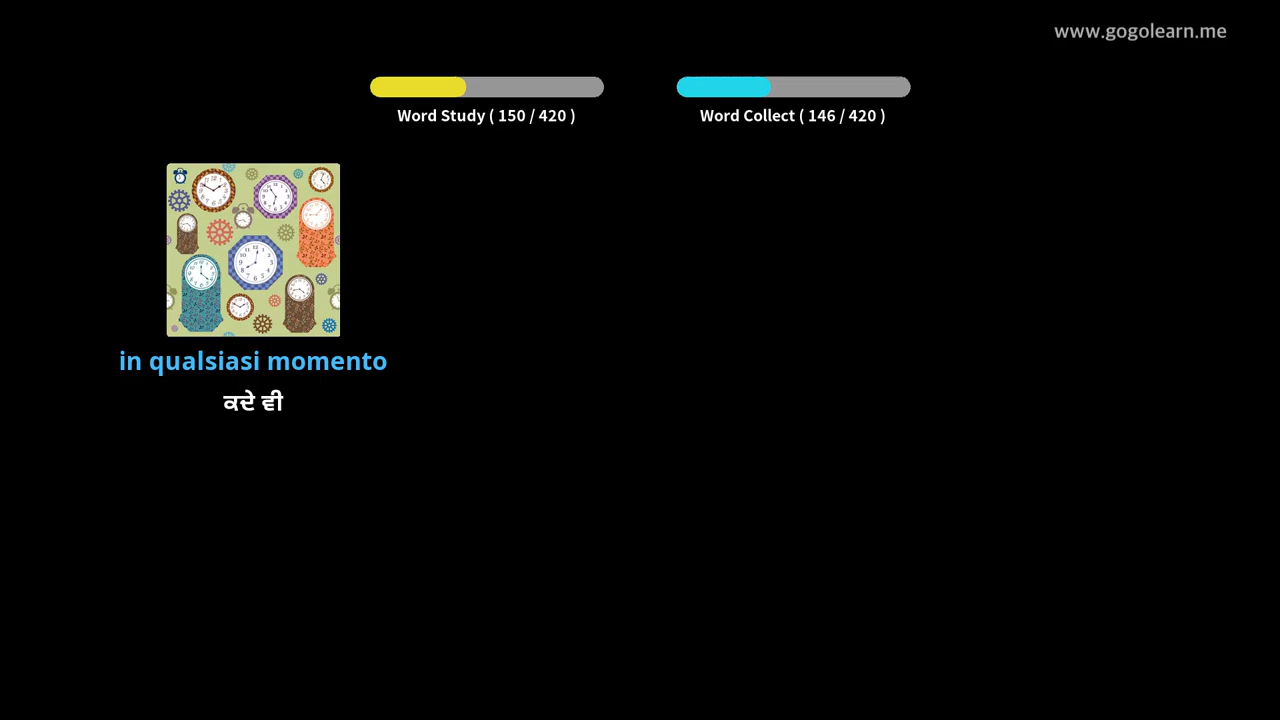 www.gogolearn.me
Word Study ( 150 / 420 )
Word Collect ( 146 / 420 )
in qualsiasi momento
ਕਦੇ ਵੀ